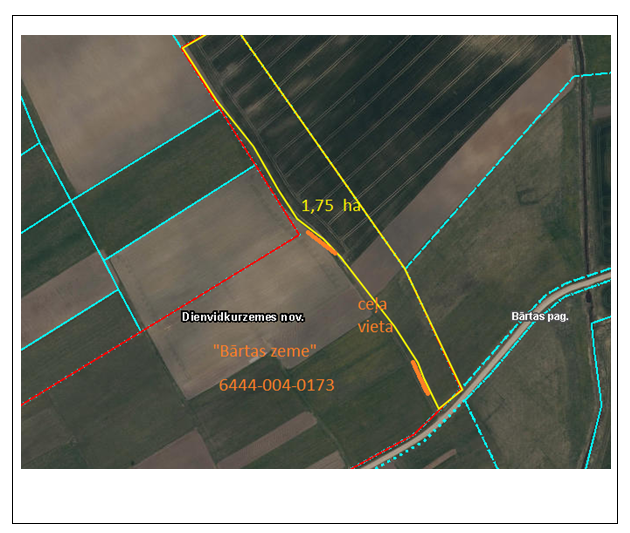 1,75 ha
ceļa
vieta
Dienvidkurzemes nov.
Bārtas pag.
"Bārtas zeme"
6444-004-0173